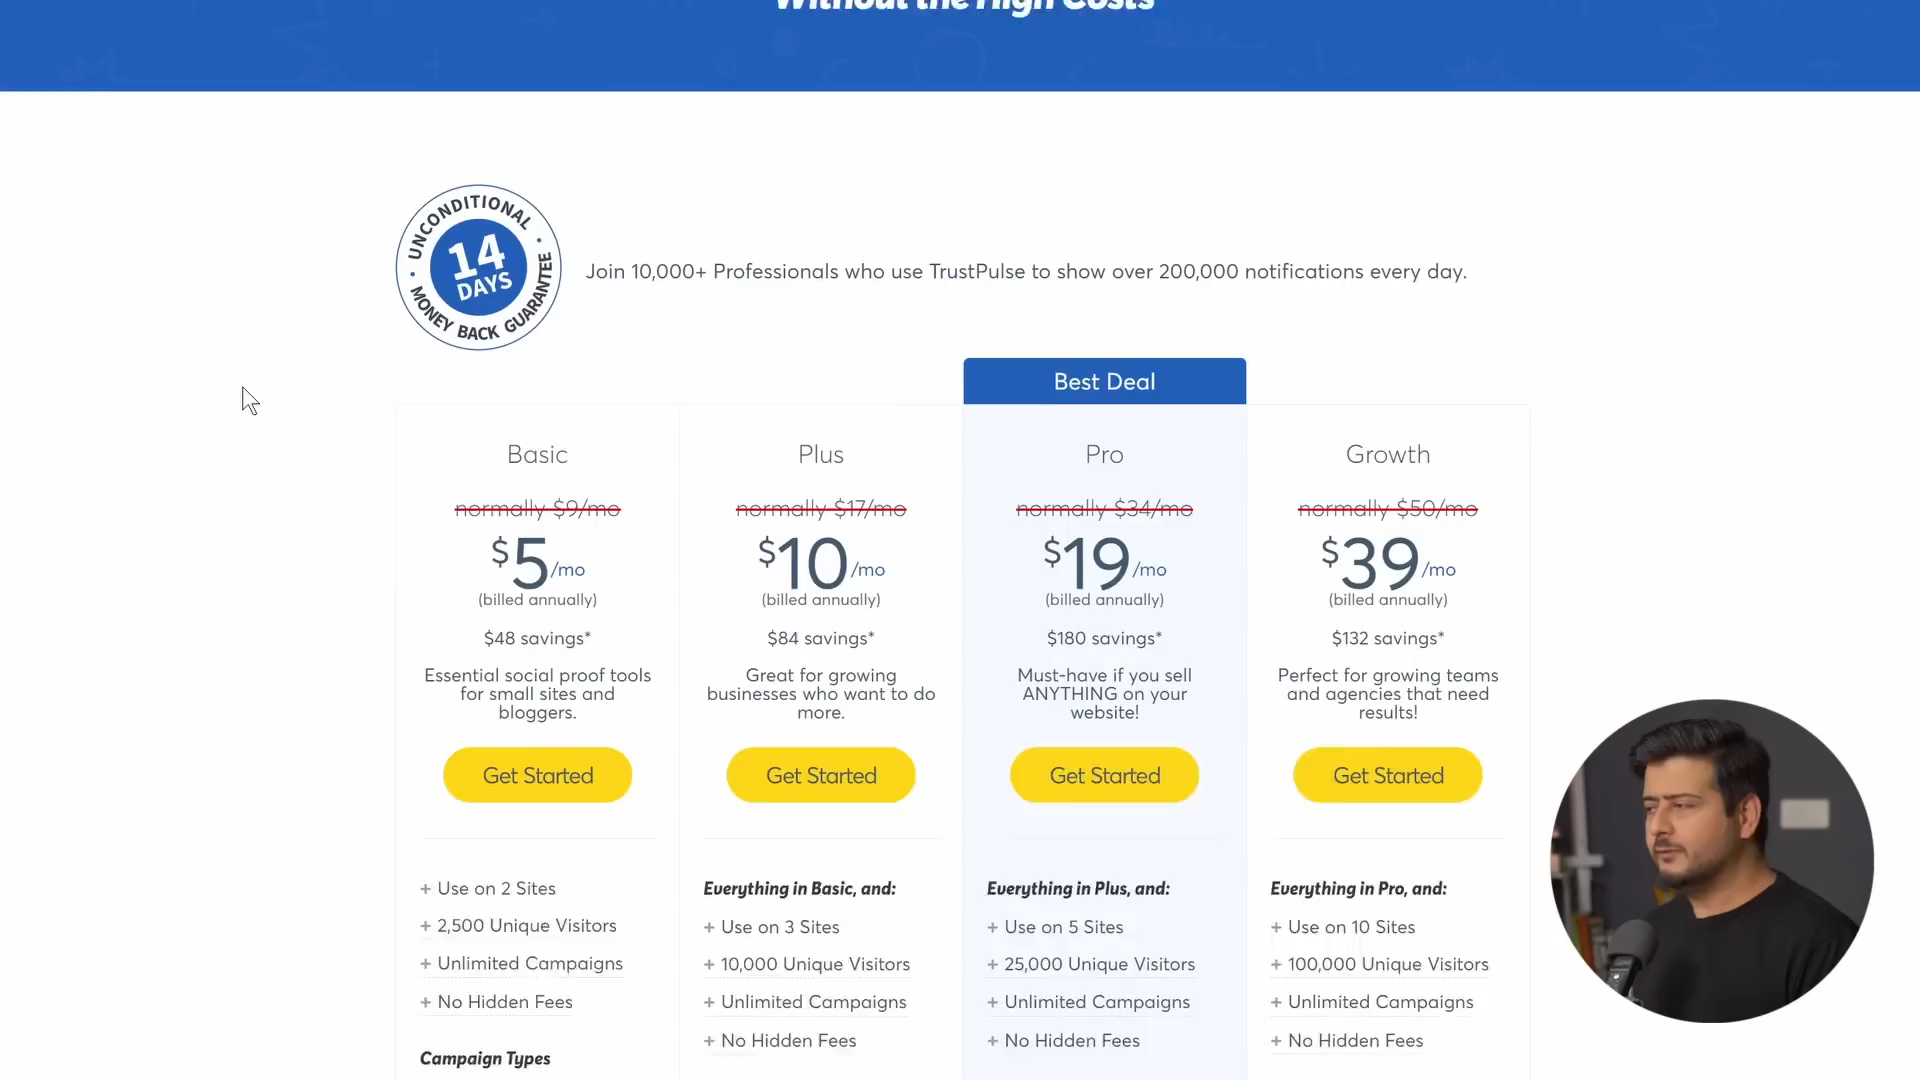 Without the High Costs
UNCONDITIONAL
14
DAYS
MONEY BACK GUARANTEE
Join 10,000+ Professionals who use TrustPulse to show over 200,000 notifications every day.
Best Deal
Basic
normally $9/mo
$5/mo
(billed annually)
$48 savings*
Essential social proof tools
for small sites and
bloggers.
Get Started
+ Use on 2 Sites
+ 2,500 Unique Visitors
+ Unlimited Campaigns
+ No Hidden Fees
Campaign Types
Plus
normally $17/mo
$10/mo
(billed annually)
$84 savings*
Great for growing
businesses who want to do
more.
Get Started
Everything in Basic, and:
+ Use on 3 Sites
+ 10,000 Unique Visitors
+ Unlimited Campaigns
+ No Hidden Fees
Pro
normally $34/mo
$19/mo
(billed annually)
$180 savings*
Must-have if you sell
ANYTHING on your
website!
Get Started
Everything in Plus, and:
+ Use on 5 Sites
+ 25,000 Unique Visitors
+ Unlimited Campaigns
+ No Hidden Fees
Growth
normally $50/mo
$39/mo
(billed annually)
$132 savings*
Perfect for growing teams
and agencies that need
results!
Get Started
Everything in Pro, and:
+ Use on 10 Sites
+ 100,000 Unique Visitors
+ Unlimited Campaigns
+ No Hidden Fees